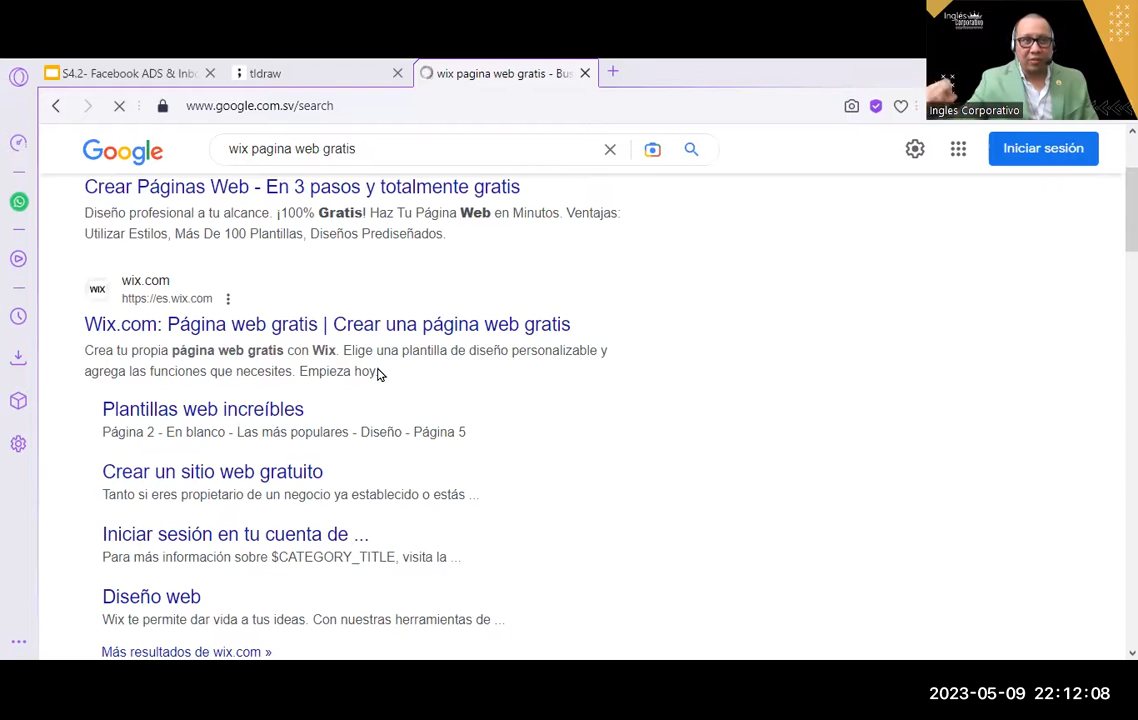 Inglés
Corporativo
Ingles Corporativo
S4.2- Facebook ADS & Inbo
tldraw
wix pagina web gratis - Bus
www.google.com.sv/search
Google
wix pagina web gratis
Iniciar sesión
Crear Páginas Web - En 3 pasos y totalmente gratis
Diseño profesional a tu alcance. ¡100% Gratis! Haz Tu Página Web en Minutos. Ventajas:
Utilizar Estilos, Más De 100 Plantillas, Diseños Prediseñados.
WIX
wix.com
https://es.wix.com
Wix.com: Página web gratis | Crear una página web gratis
Crea tu propia página web gratis con Wix. Elige una plantilla de diseño personalizable y
agrega las funciones que necesites. Empieza hoy
Plantillas web increíbles
Página 2 - En blanco - Las más populares - Diseño - Página 5
Crear un sitio web gratuito
Tanto si eres propietario de un negocio ya establecido o estás ...
Iniciar sesión en tu cuenta de ...
Para más información sobre $CATEGORY_TITLE, visita la ...
Diseño web
Wix te permite dar vida a tus ideas. Con nuestras herramientas de ...
Más resultados de wix.com »
2023-05-09 22:12:08